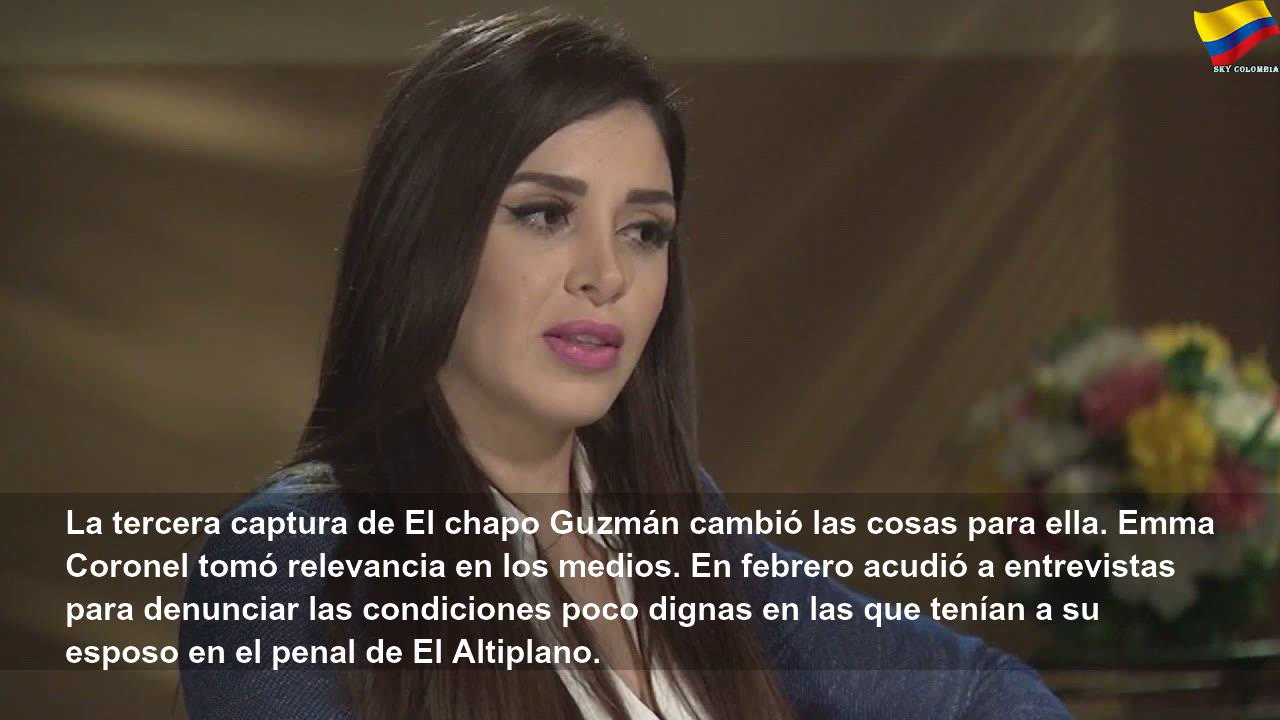 SKY COLOMBIA
La tercera captura de El chapo Guzmán cambió las cosas para ella. Emma
Coronel tomó relevancia en los medios. En febrero acudió a entrevistas
para denunciar las condiciones poco dignas en las que tenían a su
esposo en el penal de El Altiplano.